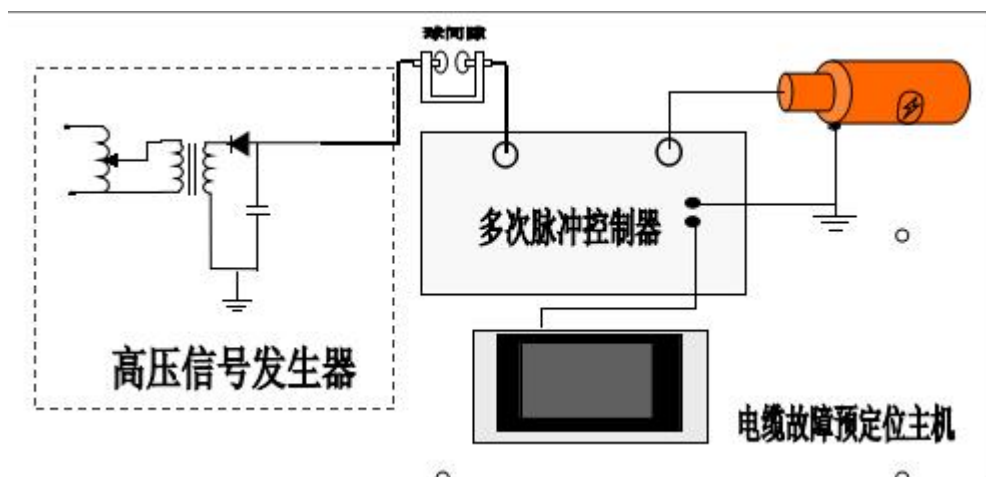 球间隙
多次脉冲控制器
高压信号发生器
电缆故障预定位主机